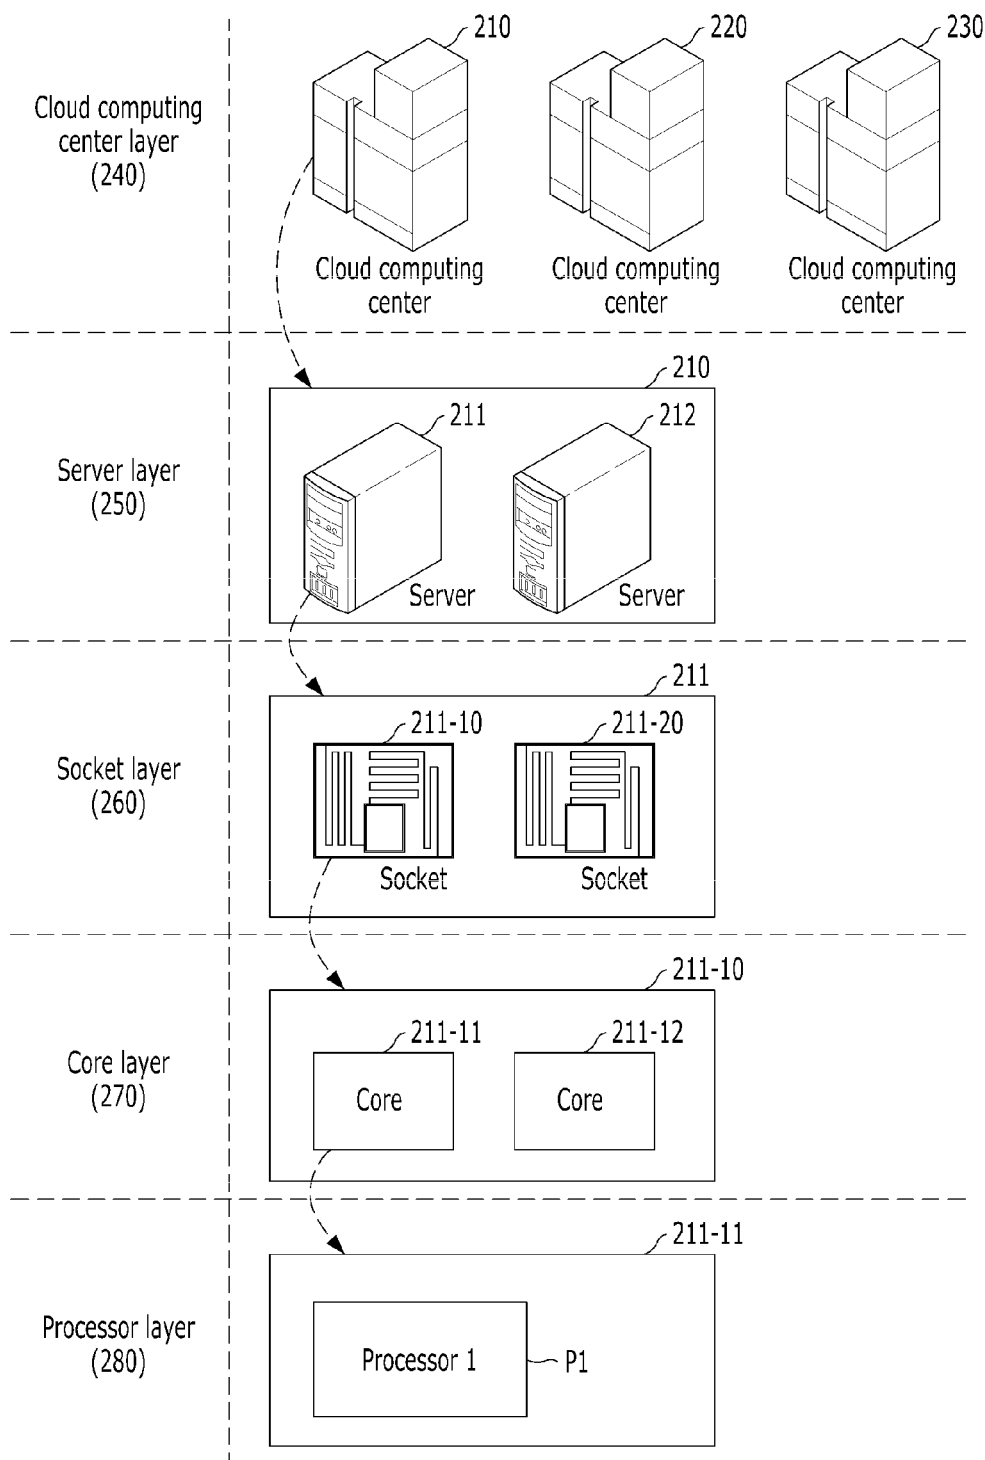 210
220
230
Cloud computing
center layer
(240)
Cloud computing
center
Cloud computing
center
Cloud computing
center
210
211
212
Server layer
(250)
Server
Server
211
211-10
211-20
Socket layer
(260)
Socket
Socket
211-10
211-11
211-12
Core layer
(270)
Core
Core
211-11
Processor layer
(280)
Processor 1
P1